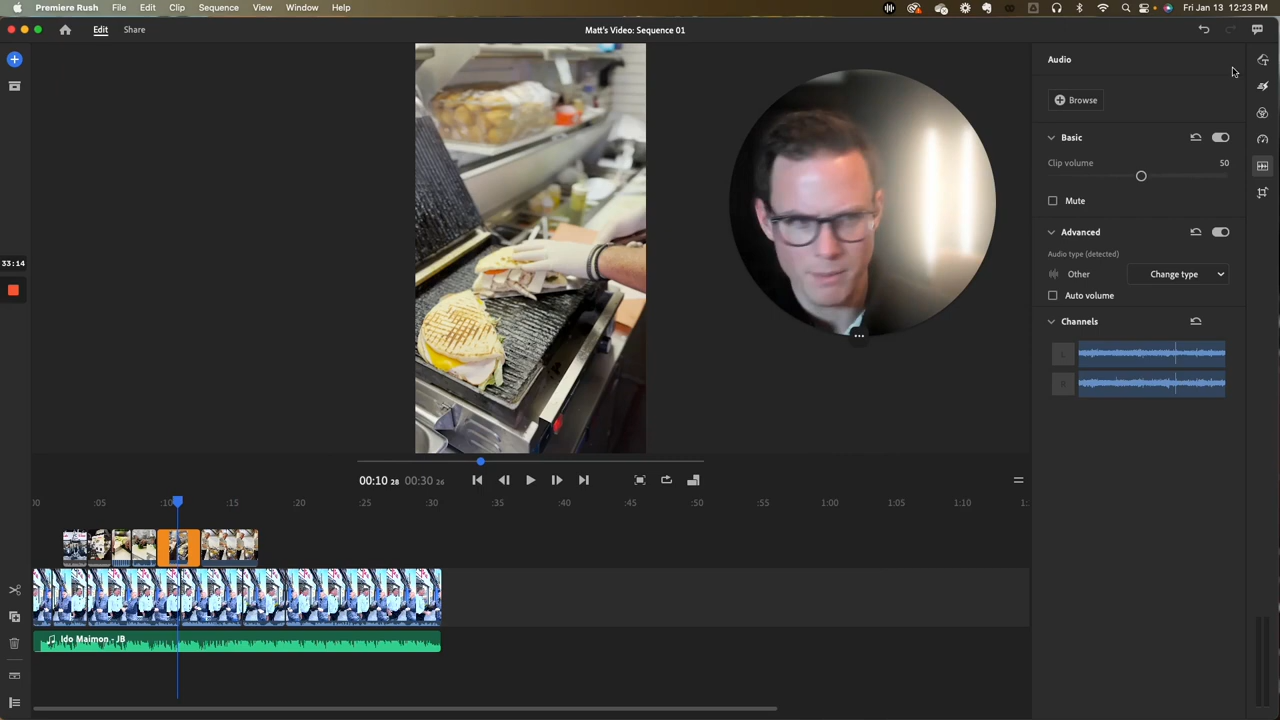 Premiere Rush File Edit Clip Sequence View Window Help Fri Jan 13 12:23 PM
Edit Share Matt's Video: Sequence 01
Audio
Browse
Basic
Clip volume 50
Mute
33:14
Advanced
Audio type (detected)
Other Change type
Auto volume
Channels
L
R
00:10 28 00:30 26
:00 :05 :10 :15 :20 :25 :30 :35 :40 :45 :50 :55 1:00 1:05 1:10 1:
Ido Maimon - JB